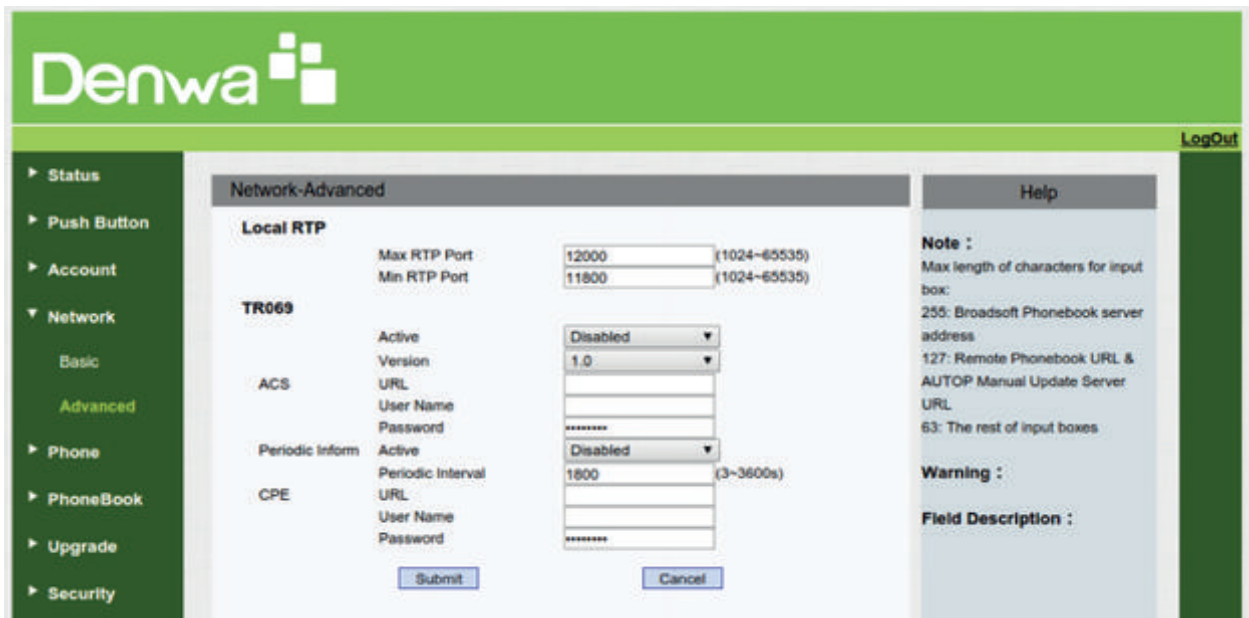 Denwa
LogOut
Status
Push Button
Account
Network
Basic
Advanced
Phone
PhoneBook
Upgrade
Security
Network-Advanced
Local RTP
Max RTP Port 12000 (1024~65535)
Min RTP Port 11800 (1024~65535)
TR069
Active Disabled
Version 1.0
ACS URL
User Name
Password ••••••••
Periodic Inform Active Disabled
Periodic Interval 1800 (3~3600s)
CPE URL
User Name
Password ••••••••
Submit Cancel
Help
Note :
Max length of characters for input
box:
255: Broadsoft Phonebook server
address
127: Remote Phonebook URL &
AUTOP Manual Update Server
URL
63: The rest of input boxes
Warning :
Field Description :